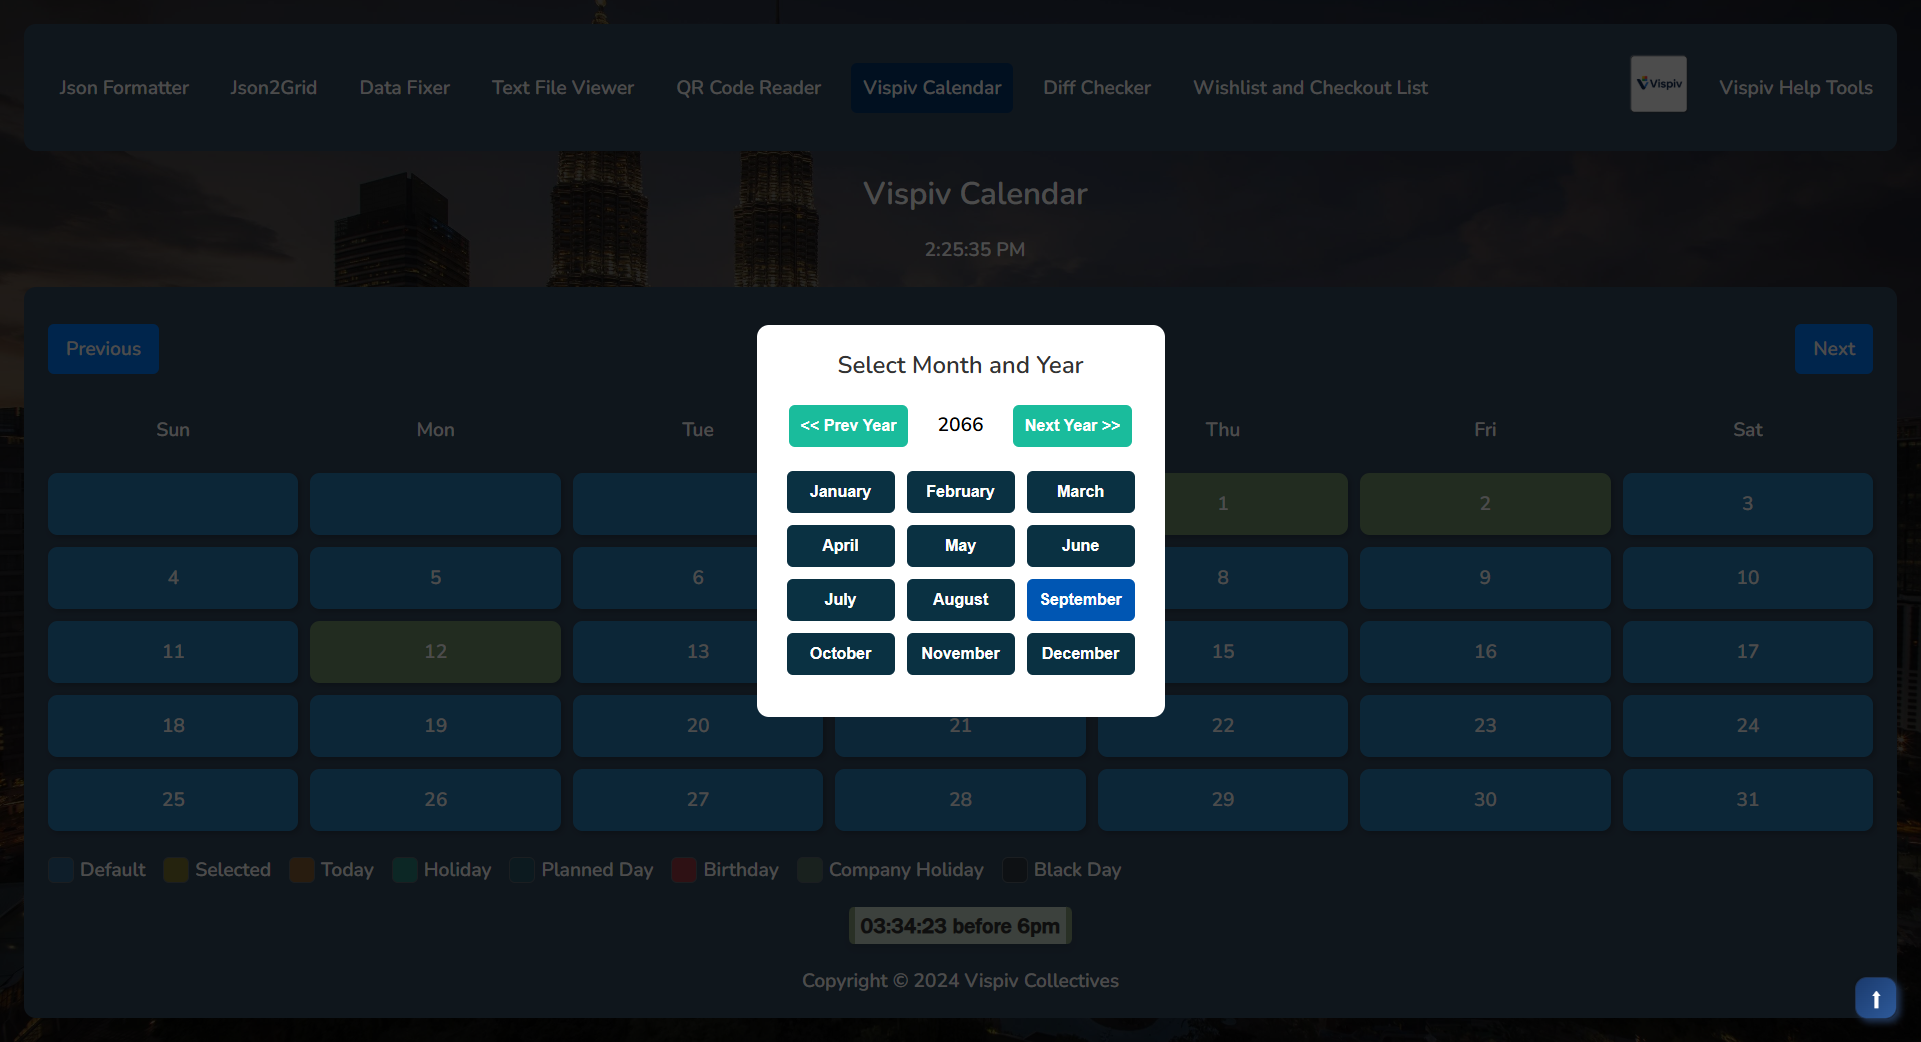 Json Formatter Json2Grid Data Fixer Text File Viewer QR Code Reader Vispiv Calendar Diff Checker Wishlist and Checkout List Vispiv Vispiv Help Tools
Vispiv Calendar
2:25:35 PM
Previous Next
Select Month and Year
<< Prev Year 2066 Next Year >>
Sun Mon Tue Thu Fri Sat
January February March
1 2 3
April May June
4 5 6 8 9 10
July August September
11 12 13 15 16 17
October November December
18 19 20 21 22 23 24
25 26 27 28 29 30 31
Default Selected Today Holiday Planned Day Birthday Company Holiday Black Day
03:34:23 before 6pm
Copyright © 2024 Vispiv Collectives